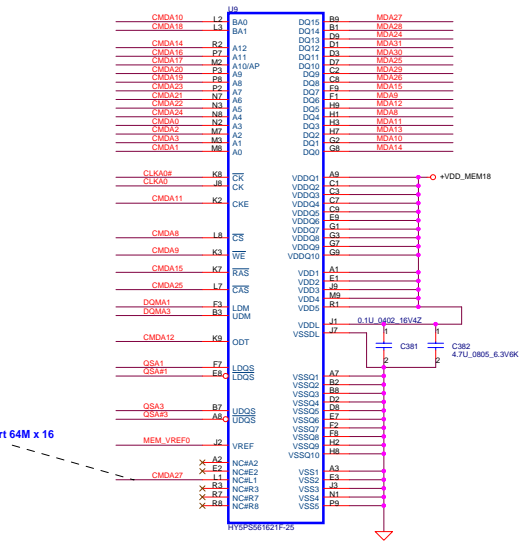 U9
CMDA10 L2 BA0 DQ15 B9 MDA27
CMDA18 L3 BA1 DQ14 B1 MDA28
DQ13 D9 MDA24
CMDA14 R2 A12 DQ12 D1 MDA31
CMDA16 P7 A11 DQ11 D3 MDA30
CMDA17 M2 A10/AP DQ10 D7 MDA25
CMDA20 P3 A9 DQ9 C2 MDA29
CMDA19 P8 A8 DQ8 C8 MDA26
CMDA23 P2 A7 DQ7 F9 MDA15
CMDA21 N7 A6 DQ6 F1 MDA9
CMDA22 N3 A5 DQ5 H9 MDA12
CMDA24 N8 A4 DQ4 H1 MDA8
CMDA0 N2 A3 DQ3 H3 MDA11
CMDA2 M7 A2 DQ2 H7 MDA13
CMDA3 M3 A1 DQ1 G2 MDA10
CMDA1 M8 A0 DQ0 G8 MDA14
CLKA0# K8 CK VDDQ1 A9 +VDD_MEM18
CLKA0 J8 CK VDDQ2 C1
VDDQ3 C3
CMDA11 K2 CKE VDDQ4 C7
VDDQ5 C9
VDDQ6 E9
VDDQ7 G1
CMDA8 L8 CS VDDQ8 G3
VDDQ9 G7
CMDA9 K3 WE VDDQ10 G9
CMDA15 K7 RAS VDD1 A1
VDD2 E1
CMDA25 L7 CAS VDD3 J9
VDD4 M9
DQMA1 F3 LDM VDD5 R1
DQMA3 B3 UDM
VDDL J1 0.1U_0402_16V4Z
VSSDL J7
1 1
CMDA12 K9 ODT C381 C382
4.7U_0805_6.3V6K
2 2
QSA1 F7 LDQS
QSA#1 E8 LDQS VSSQ1 A7
VSSQ2 B2
VSSQ3 B8
VSSQ4 D2
QSA3 B7 UDQS VSSQ5 D8
QSA#3 A8 UDQS VSSQ6 E7
VSSQ7 F2
VSSQ8 F8
MEM_VREF0 J2 VREF VSSQ9 H2
VSSQ10 H8
rt 64M x 16
A2 NC#A2
E2 NC#E2 VSS1 A3
CMDA27 L1 NC#L1 VSS2 E3
R3 NC#R3 VSS3 J3
R7 NC#R7 VSS4 N1
R8 NC#R8 VSS5 P9
HY5PS561621F-25